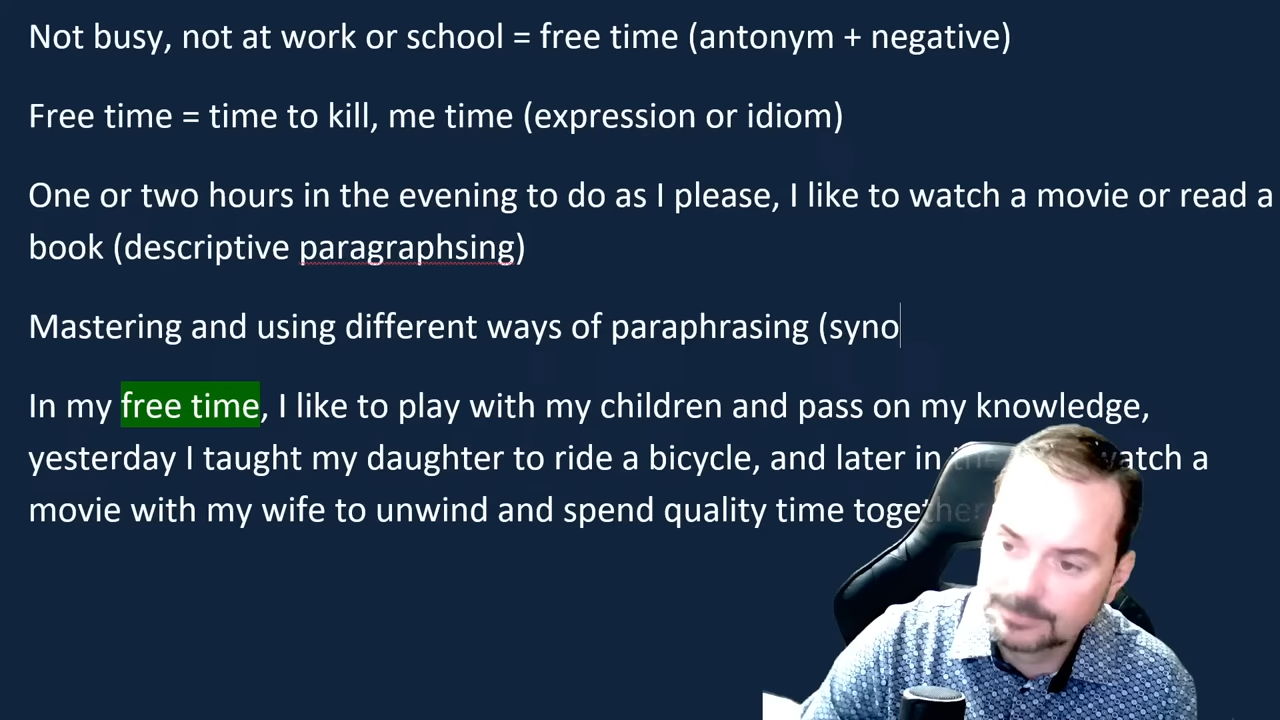 Not busy, not at work or school = free time (antonym + negative)
Free time = time to kill, me time (expression or idiom)
One or two hours in the evening to do as I please, I like to watch a movie or read a
book (descriptive paragraphsing)
Mastering and using different ways of paraphrasing (syno
In my free time, I like to play with my children and pass on my knowledge,
yesterday I taught my daughter to ride a bicycle, and later in the watch a
movie with my wife to unwind and spend quality time together